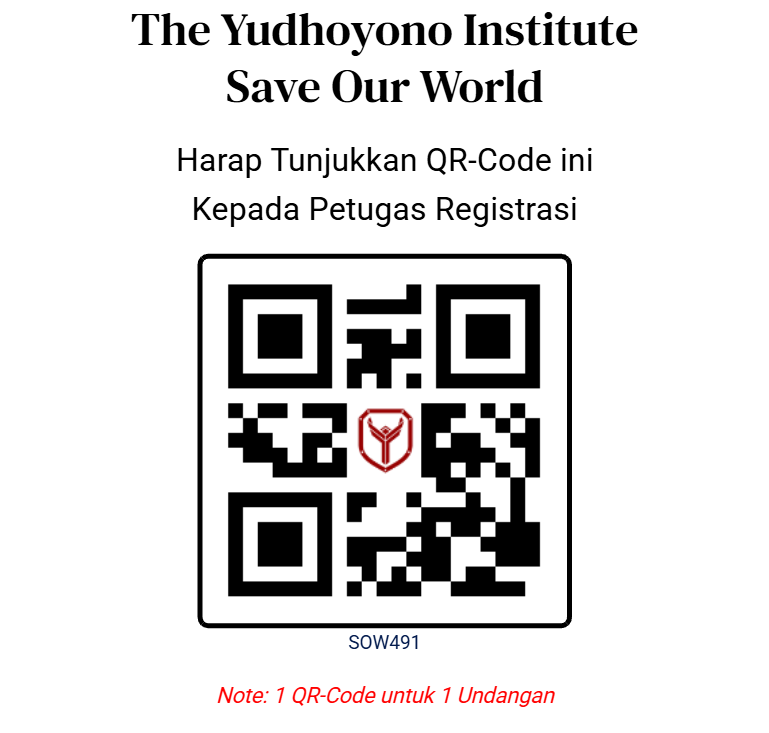 The Yudhoyono Institute
Save Our World
Harap Tunjukkan QR-Code ini
Kepada Petugas Registrasi
SOW491
Note: 1 QR-Code untuk 1 Undangan